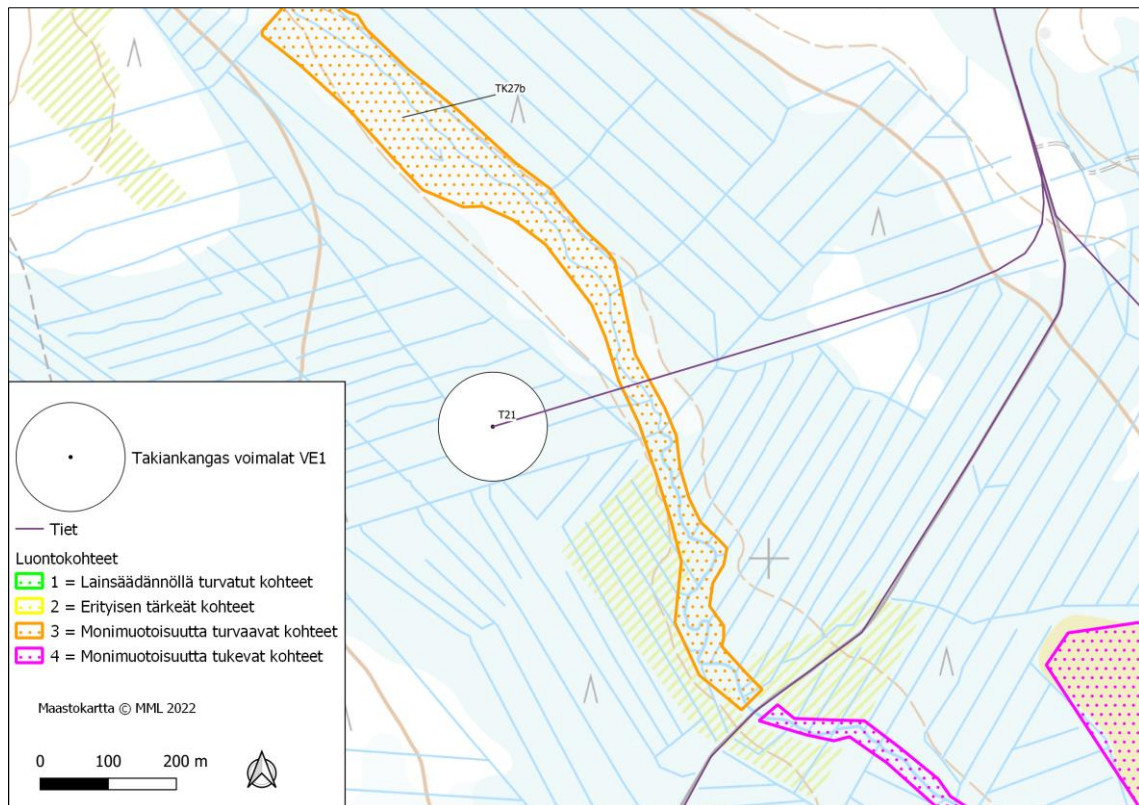 TK27b
T21
Takiankangas voimalat VE1
Tiet
Luontokohteet
1 = Lainsäädännöllä turvatut kohteet
2 = Erityisen tärkeät kohteet
3 = Monimuotoisuutta turvaavat kohteet
4 = Monimuotoisuutta tukevat kohteet
Maastokartta © MML 2022
0 100 200 m